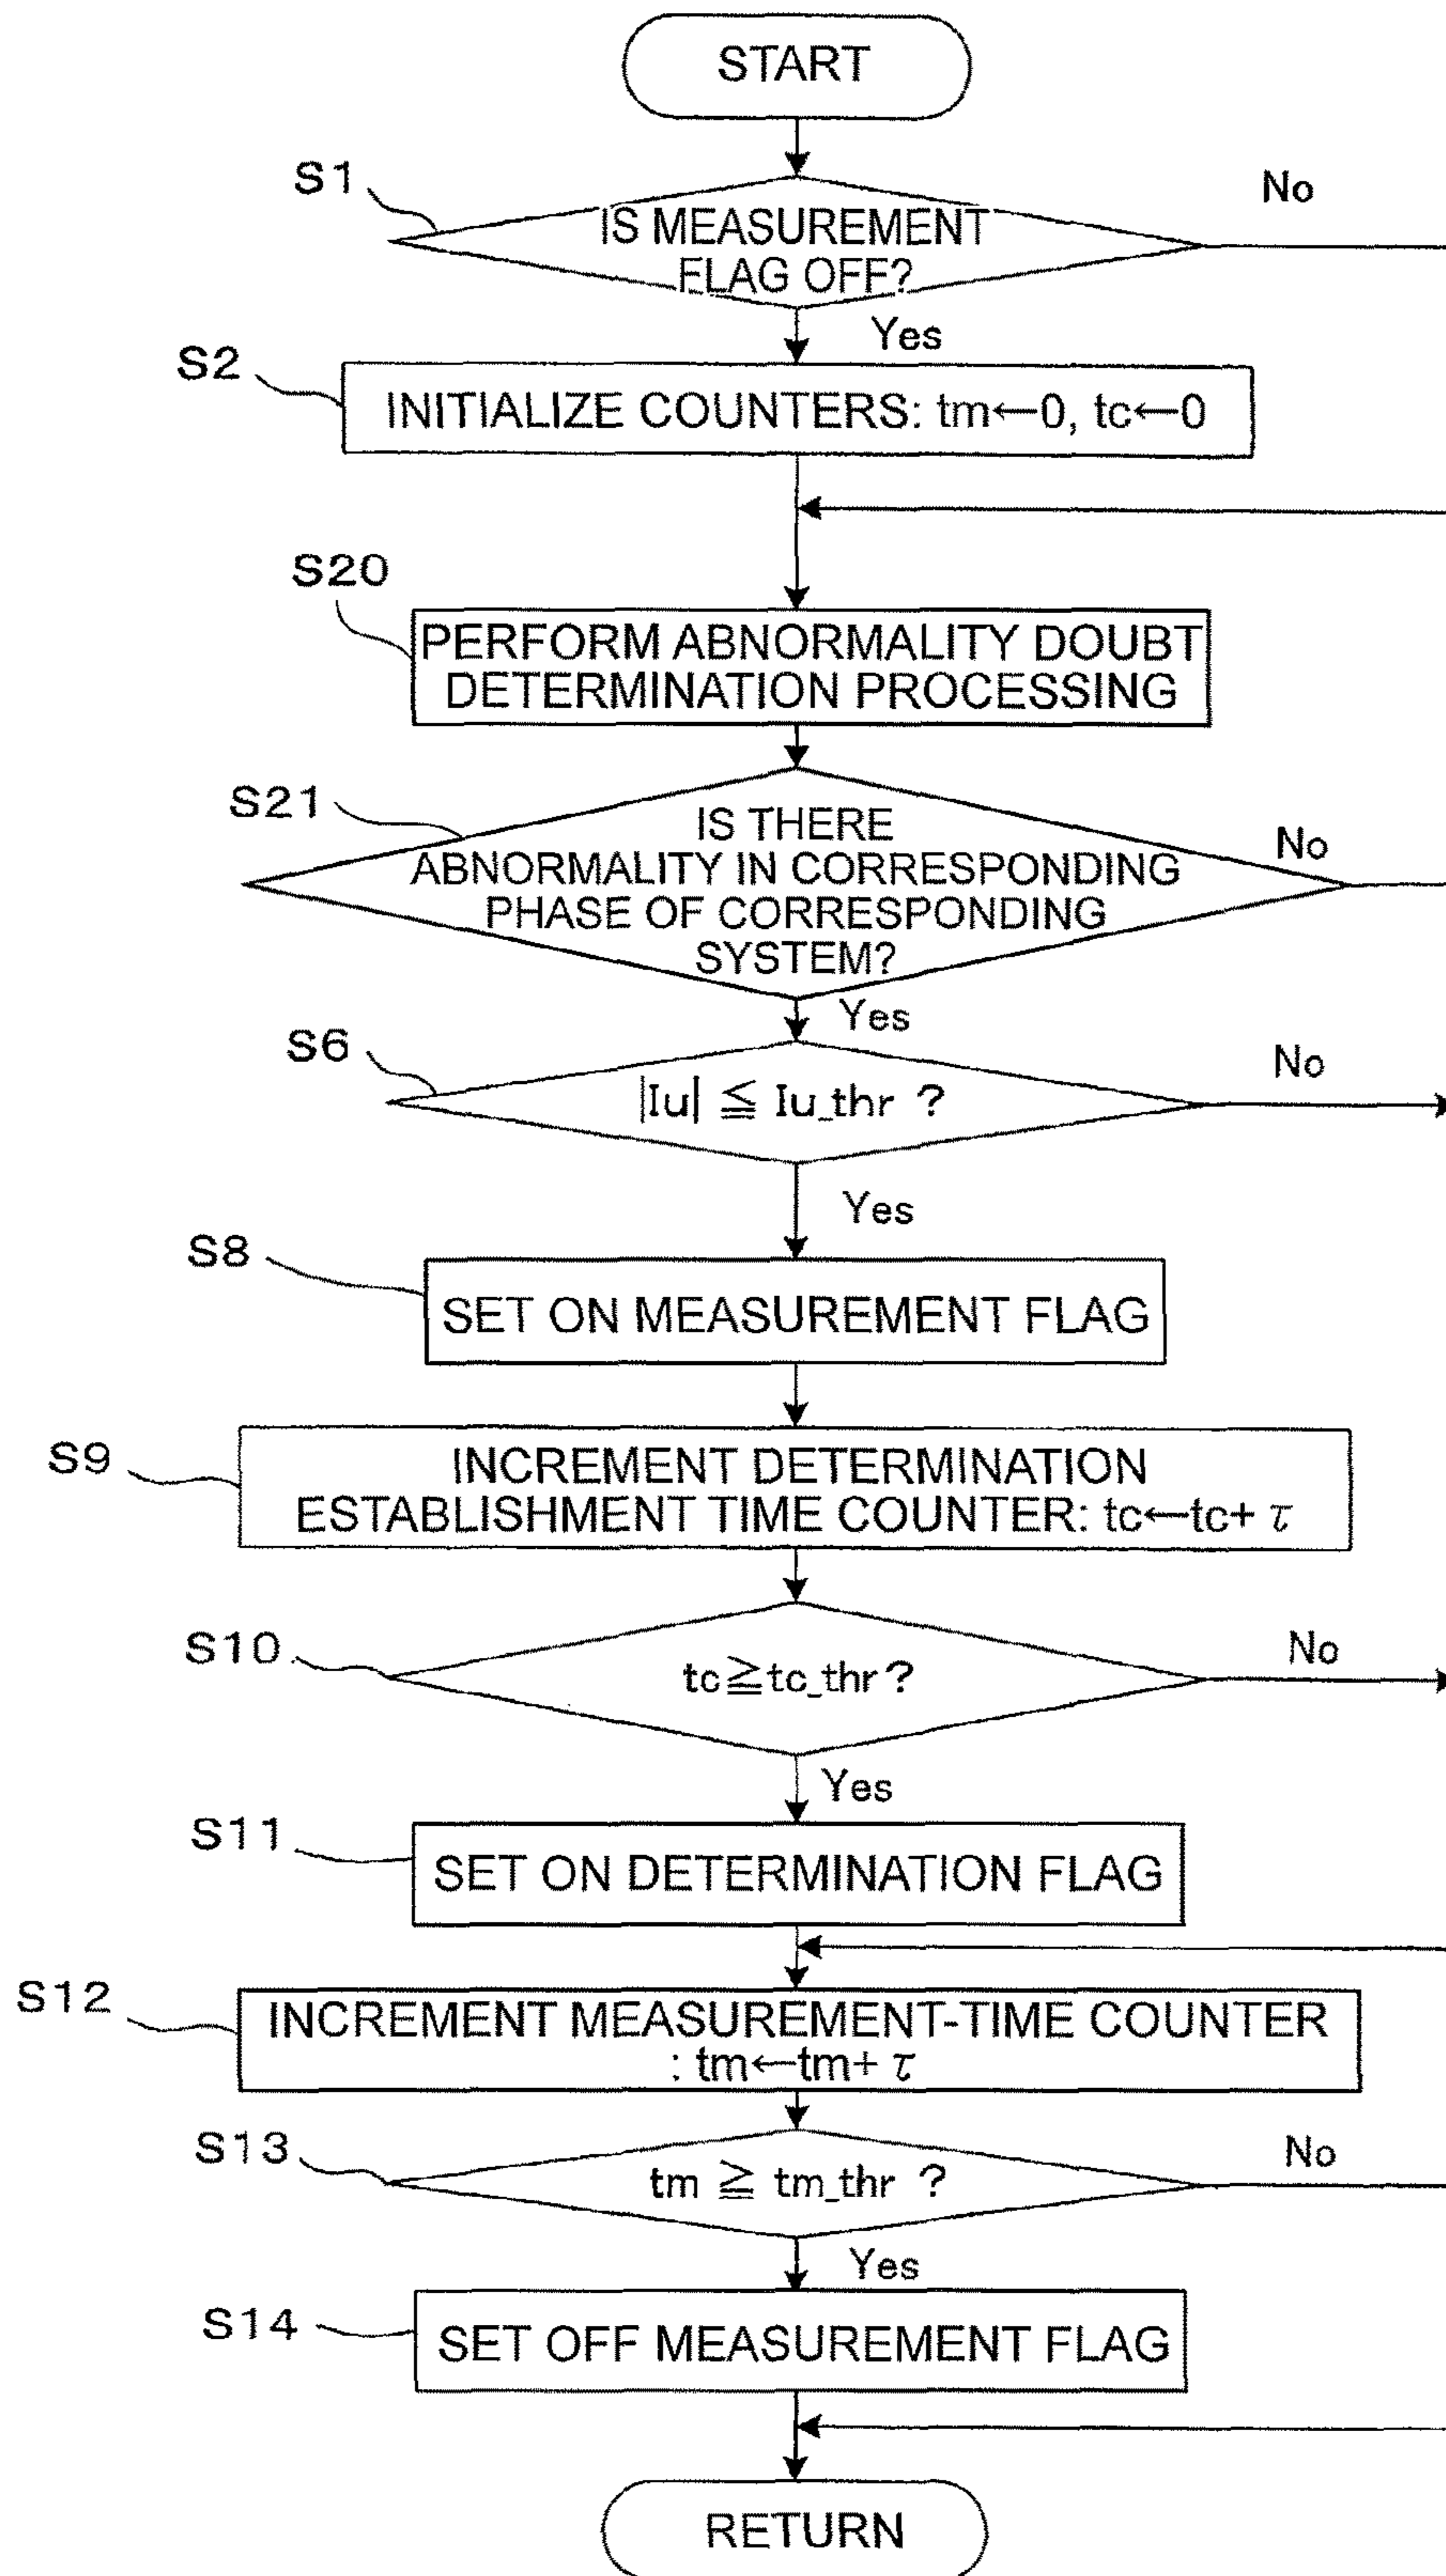 START
S1
No
IS MEASUREMENT
FLAG OFF?
Yes
S2
INITIALIZE COUNTERS: tm←0, tc←0
S20
PERFORM ABNORMALITY DOUBT
DETERMINATION PROCESSING
S21
IS THERE
ABNORMALITY IN CORRESPONDING
PHASE OF CORRESPONDING
SYSTEM?
No
Yes
S6
|Iu| ≦ Iu_thr ?
No
Yes
S8
SET ON MEASUREMENT FLAG
S9
INCREMENT DETERMINATION
ESTABLISHMENT TIME COUNTER: tc←tc+ τ
S10
tc≧tc_thr?
No
Yes
S11
SET ON DETERMINATION FLAG
S12
INCREMENT MEASUREMENT-TIME COUNTER
: tm←tm+ τ
S13
tm ≧ tm_thr ?
No
Yes
S14
SET OFF MEASUREMENT FLAG
RETURN